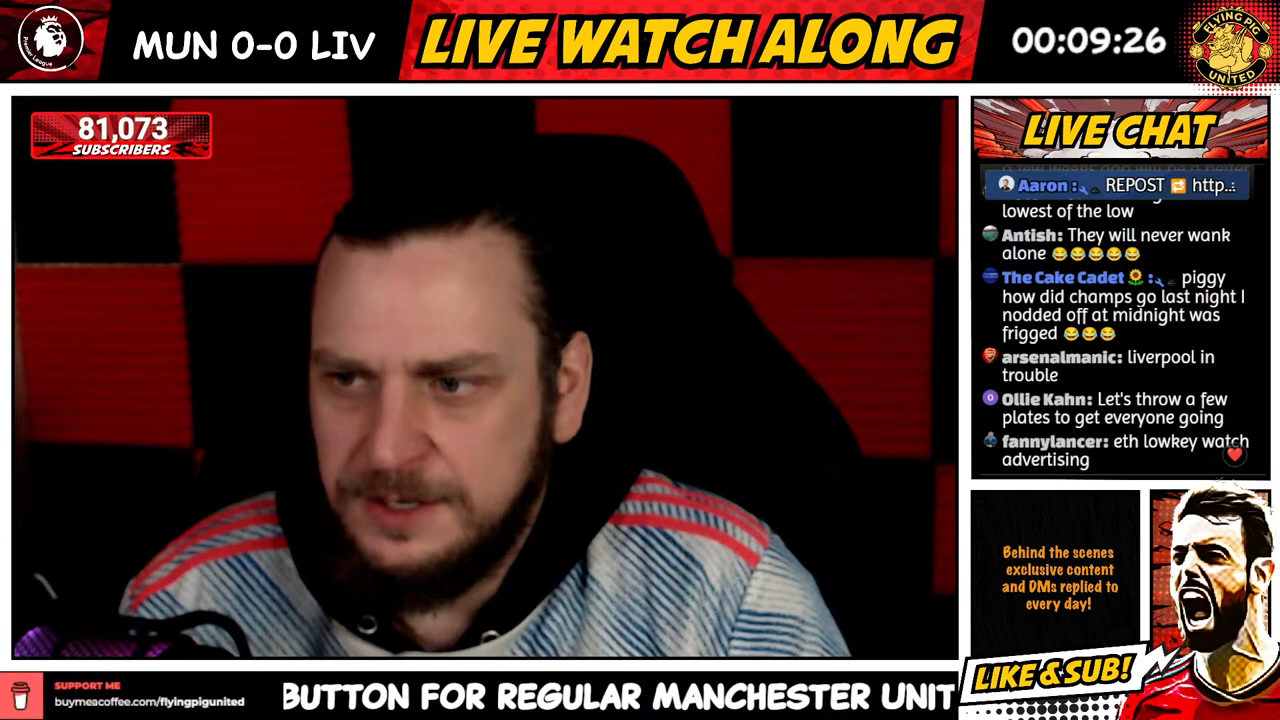 Premier League
MUN 0-0 LIV
LIVE WATCH ALONG
00:09:26
FLYING PIG
UNITED
81,073
SUBSCRIBERS
LIVE CHAT
Aaron : REPOST 🔁 http...
lowest of the low
Antish: They will never wank
alone 😂😂😂😂😂
The Cake Cadet🌻: piggy
how did champs go last night I
nodded off at midnight was
frigged 😂😂😂
arsenalmanic: liverpool in
trouble
Ollie Kahn: Let's throw a few
plates to get everyone going
fannylancer: eth lowkey watch
advertising
Behind the scenes
exclusive content
and DMs replied to
every day!
LIKE & SUB!
SUPPORT ME
buymeacoffee.com/flyingpigunited
BUTTON FOR REGULAR MANCHESTER UNIT